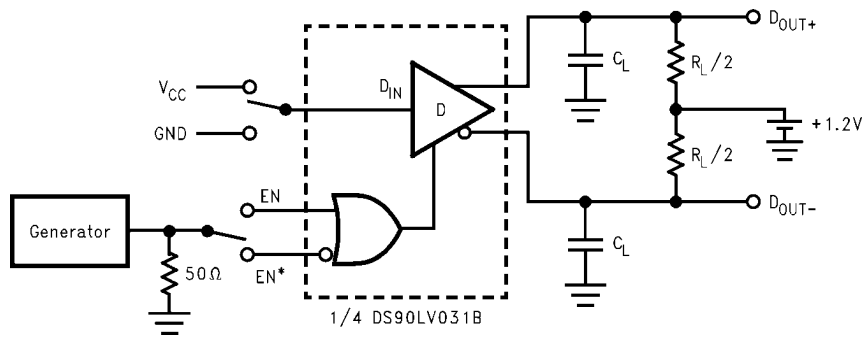 D_OUT+
V_CC
D_IN
C_L
R_L/2
D
GND
+1.2V
R_L/2
EN
Generator
D_OUT-
50Ω
EN*
C_L
1/4 DS90LV031B